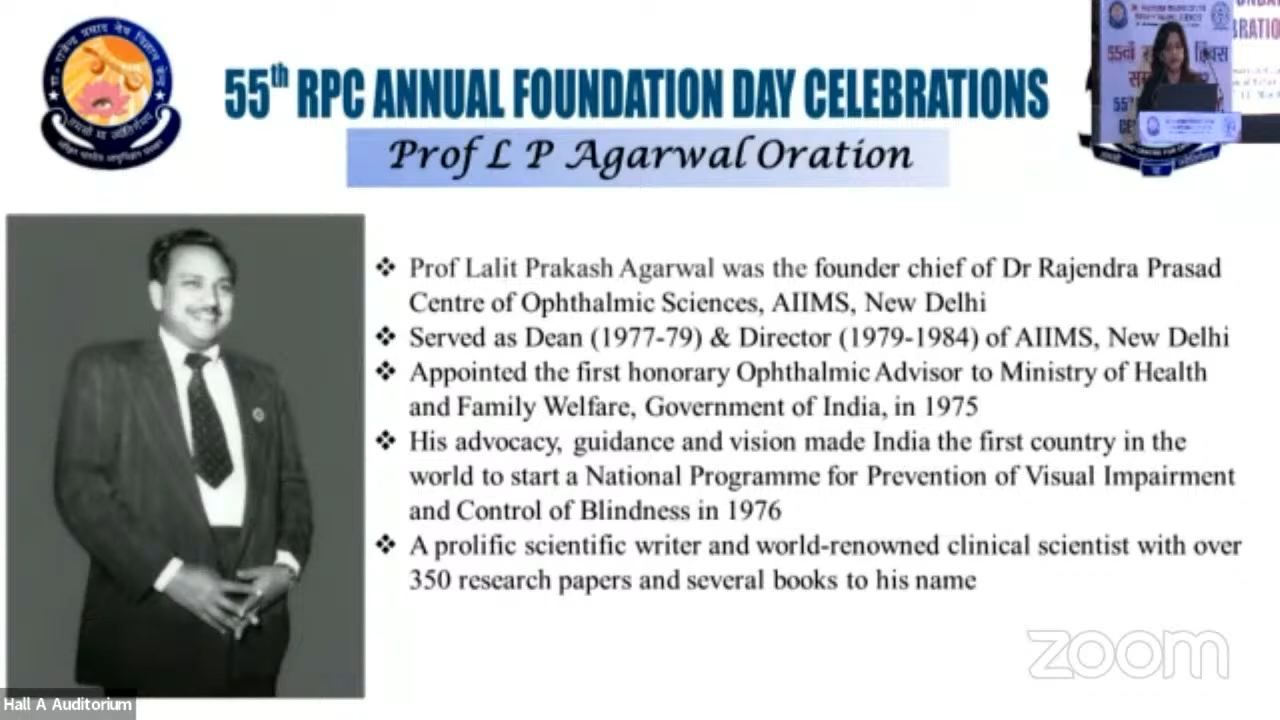 55th RPC ANNUAL FOUNDATION DAY CELEBRATIONS
Prof L P Agarwal Oration
❖ Prof Lalit Prakash Agarwal was the founder chief of Dr Rajendra Prasad
Centre of Ophthalmic Sciences, AIIMS, New Delhi
❖ Served as Dean (1977-79) & Director (1979-1984) of AIIMS, New Delhi
❖ Appointed the first honorary Ophthalmic Advisor to Ministry of Health
and Family Welfare, Government of India, in 1975
❖ His advocacy, guidance and vision made India the first country in the
world to start a National Programme for Prevention of Visual Impairment
and Control of Blindness in 1976
❖ A prolific scientific writer and world-renowned clinical scientist with over
350 research papers and several books to his name
zoom
Hall A Auditorium